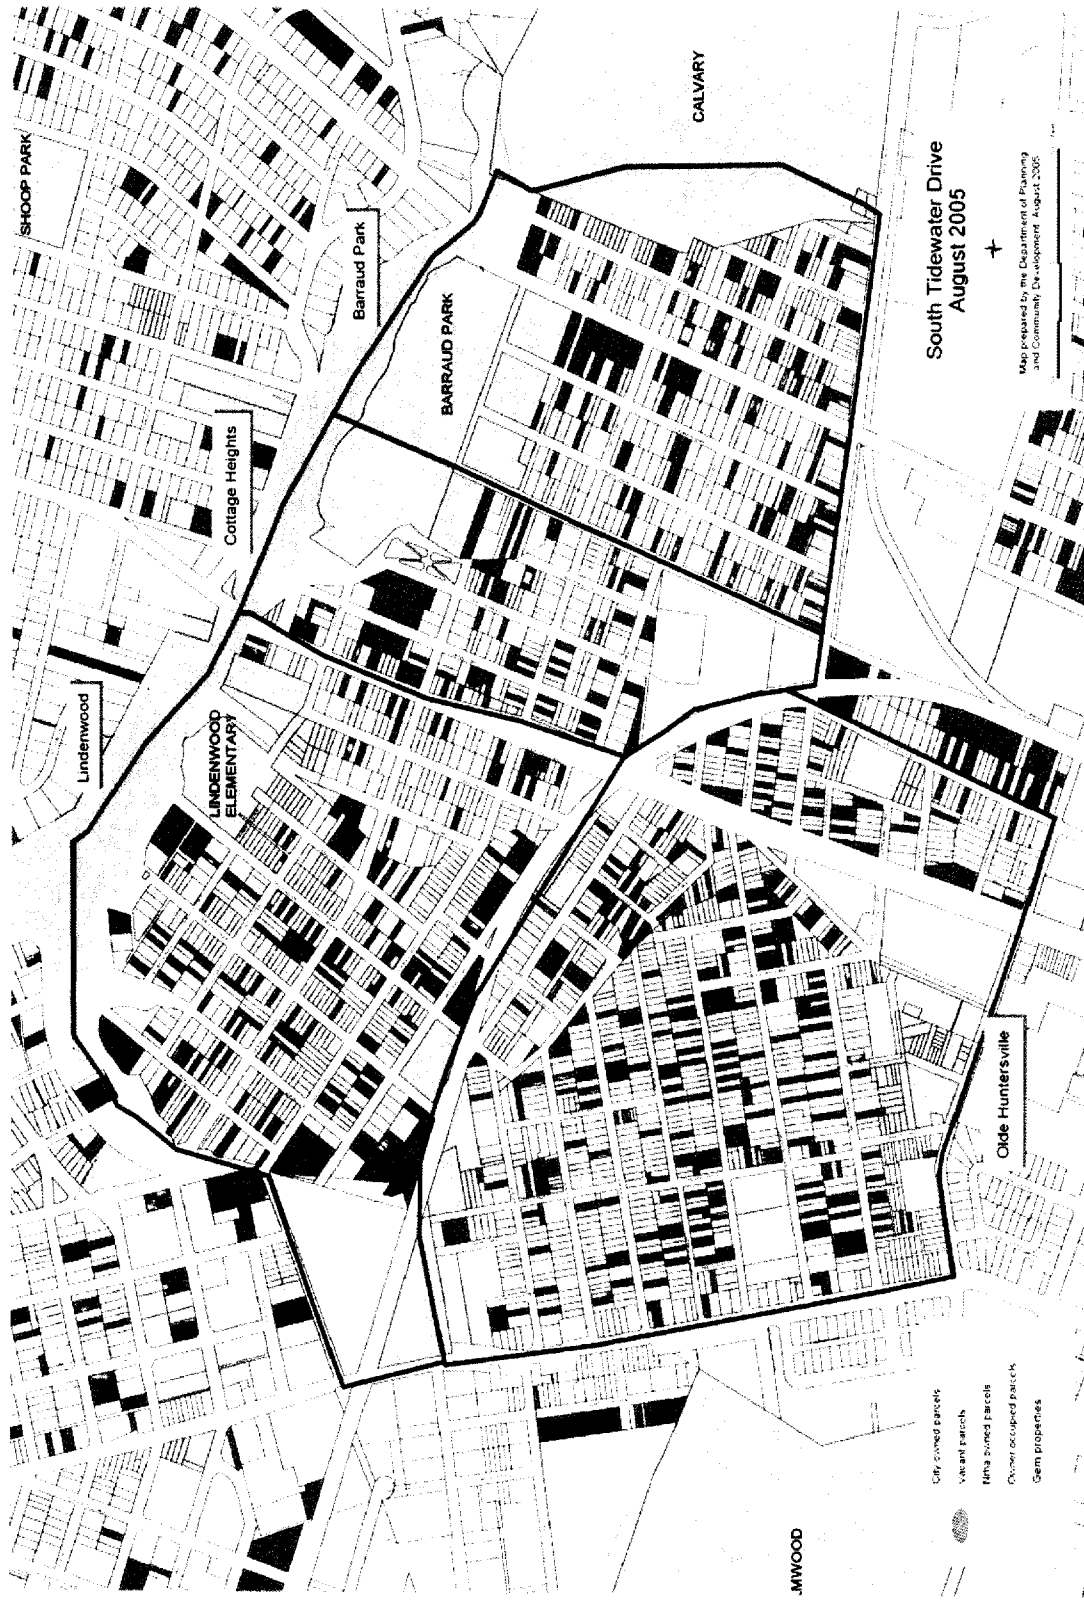 SHOOP PARK
CALVARY
Barraud Park
BARRAUD PARK
Cottage Heights
Lindenwood
LINDENWOOD
ELEMENTARY
South Tidewater Drive
August 2005
Map prepared by the Department of Planning
and Community Development August 2005
Olde Huntersville
City owned parcels
Vacant parcels
Nrha owned parcels
Owner occupied parcels
Gem properties
.MWOOD